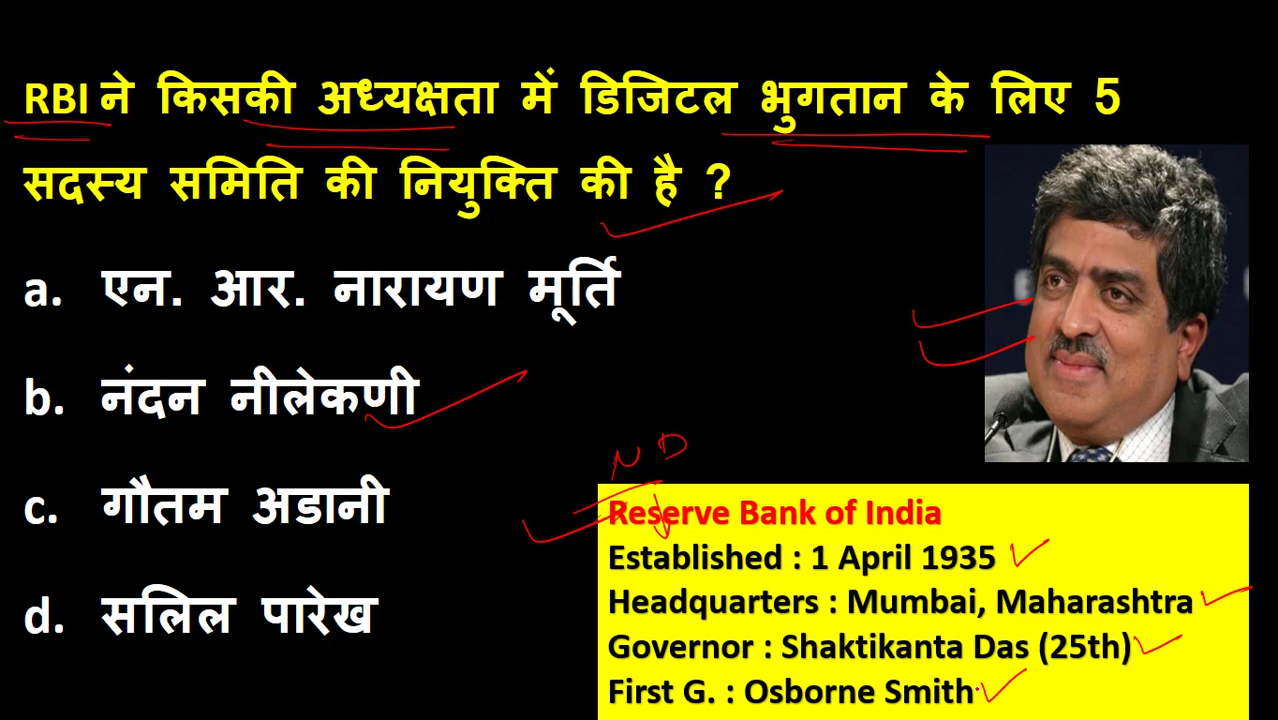 RBI ने किसकी अध्यक्षता में डिजिटल भुगतान के लिए 5
सदस्य समिति की नियुक्ति की है ?
a. एन. आर. नारायण मूर्ति
b. नंदन नीलेकणी
c. गौतम अडानी
d. सलिल पारेख
N D
Reserve Bank of India
Established : 1 April 1935
Headquarters : Mumbai, Maharashtra
Governor : Shaktikanta Das (25th)
First G. : Osborne Smith